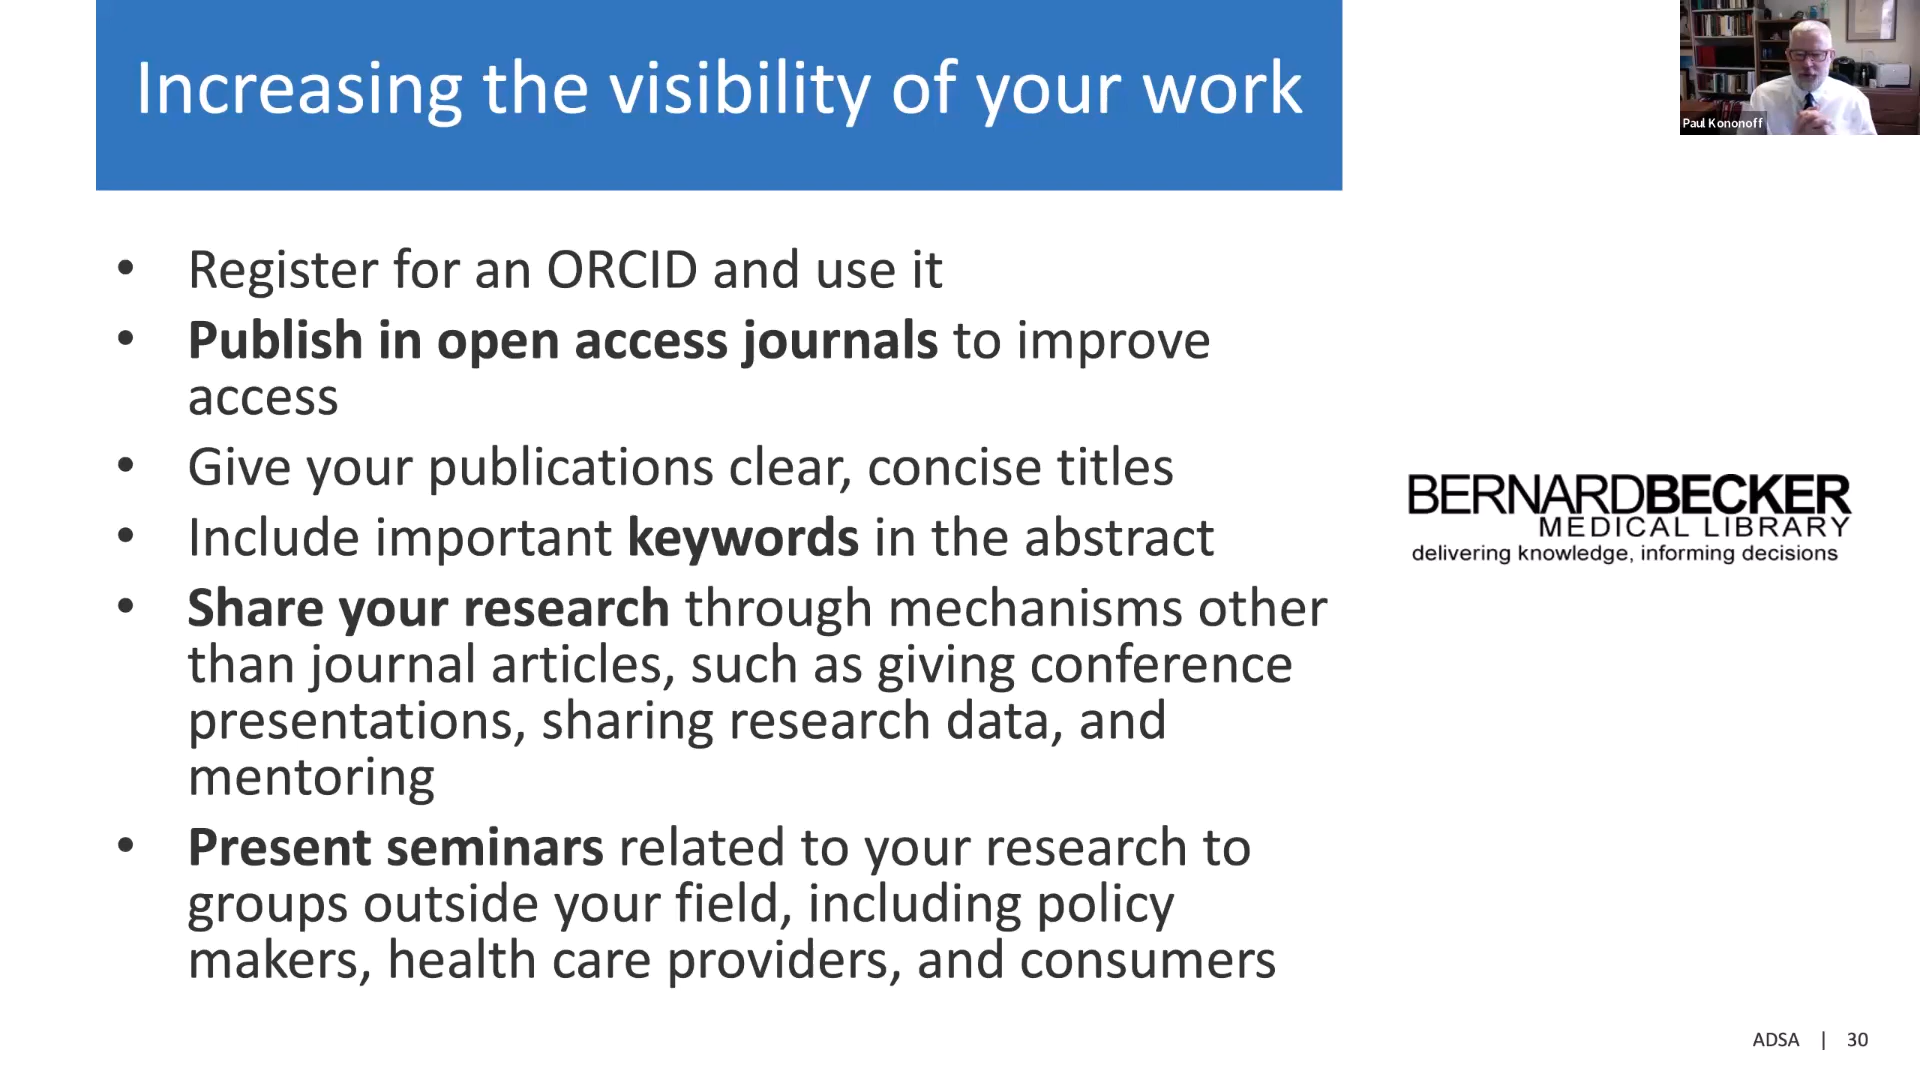 Increasing the visibility of your work
Paul Kononoff
• Register for an ORCID and use it
• Publish in open access journals to improve
access
• Give your publications clear, concise titles
• Include important keywords in the abstract
• Share your research through mechanisms other
than journal articles, such as giving conference
presentations, sharing research data, and
mentoring
• Present seminars related to your research to
groups outside your field, including policy
makers, health care providers, and consumers
BERNARDBECKER
MEDICAL LIBRARY
delivering knowledge, informing decisions
ADSA | 30